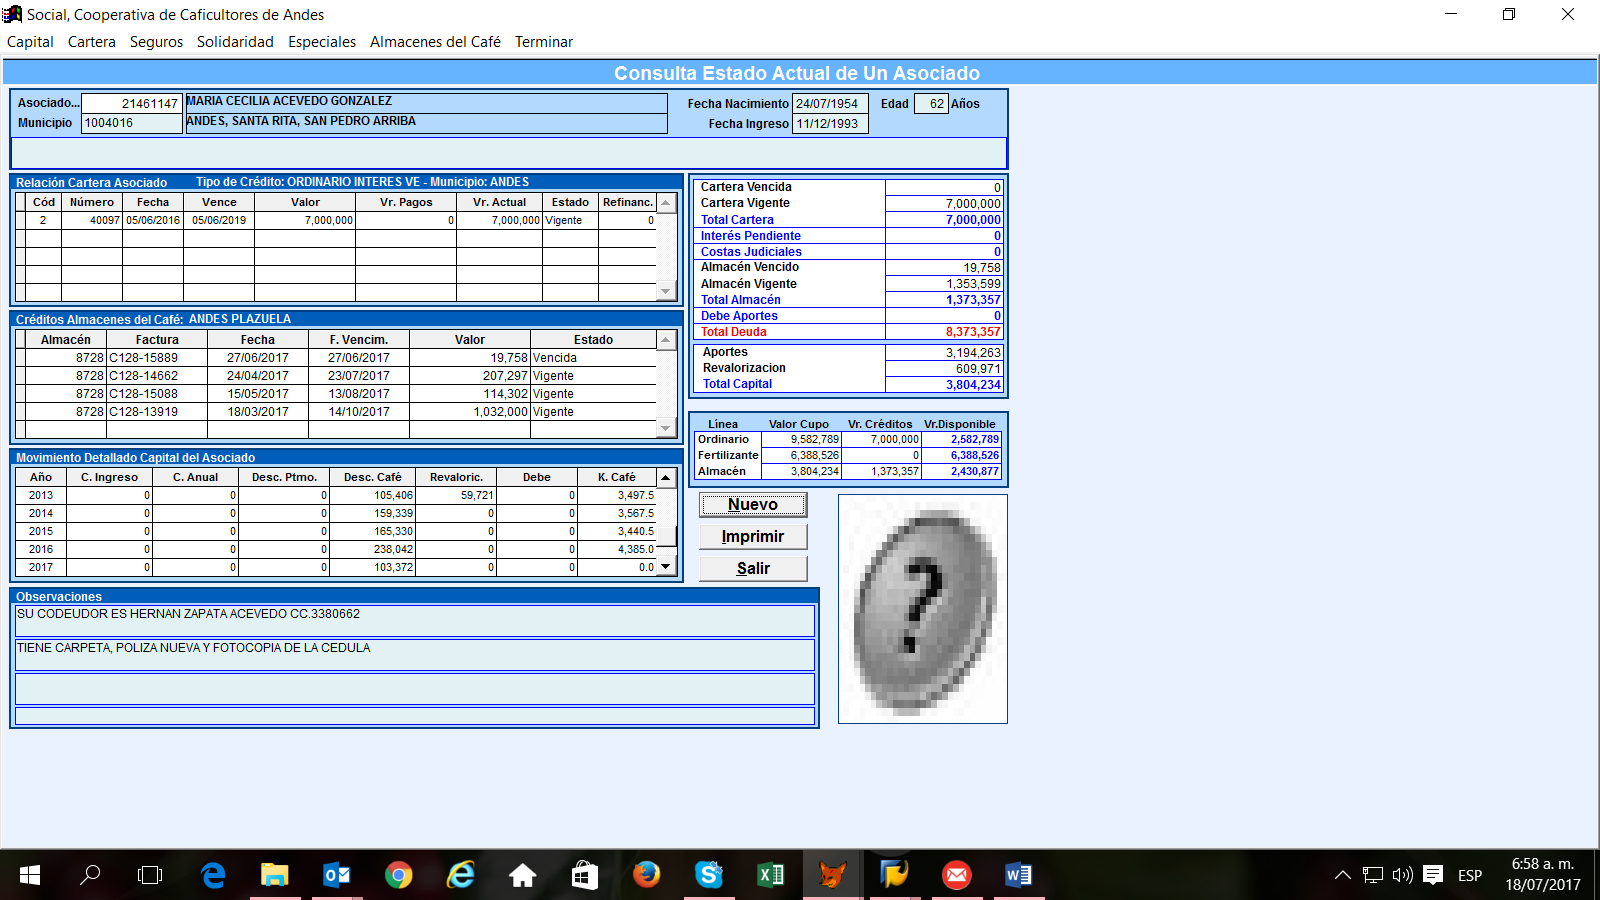 Social, Cooperativa de Caficultores de Andes
Capital Cartera Seguros Solidaridad Especiales Almacenes del Café Terminar
Consulta Estado Actual de Un Asociado
Asociado... 21461147 MARIA CECILIA ACEVEDO GONZALEZ Fecha Nacimiento 24/07/1954 Edad 62 Años
Municipio 1004016 ANDES, SANTA RITA, SAN PEDRO ARRIBA Fecha Ingreso 11/12/1993
Relación Cartera Asociado Tipo de Crédito: ORDINARIO INTERES VE - Municipio: ANDES
Cód Número Fecha Vence Valor Vr. Pagos Vr. Actual Estado Refinanc.
2 40097 05/06/2016 05/06/2019 7,000,000 0 7,000,000 Vigente 0
Créditos Almacenes del Café: ANDES PLAZUELA
Almacén Factura Fecha F. Vencim. Valor Estado
8728 C128-15889 27/06/2017 27/06/2017 19,758 Vencida
8728 C128-14662 24/04/2017 23/07/2017 207,297 Vigente
8728 C128-15088 15/05/2017 13/08/2017 114,302 Vigente
8728 C128-13919 18/03/2017 14/10/2017 1,032,000 Vigente
Movimiento Detallado Capital del Asociado
Año C. Ingreso C. Anual Desc. Ptmo. Desc. Café Revaloric. Debe K. Café
2013 0 0 0 105,406 59,721 0 3,497.5
2014 0 0 0 159,339 0 0 3,567.5
2015 0 0 0 165,330 0 0 3,440.5
2016 0 0 0 238,042 0 0 4,385.0
2017 0 0 0 103,372 0 0 0.0
Observaciones
SU CODEUDOR ES HERNAN ZAPATA ACEVEDO CC.3380662
TIENE CARPETA, POLIZA NUEVA Y FOTOCOPIA DE LA CEDULA
Cartera Vencida 0
Cartera Vigente 7,000,000
Total Cartera 7,000,000
Interés Pendiente 0
Costas Judiciales 0
Almacén Vencido 19,758
Almacén Vigente 1,353,599
Total Almacén 1,373,357
Debe Aportes 0
Total Deuda 8,373,357
Aportes 3,194,263
Revalorizacion 609,971
Total Capital 3,804,234
Línea Valor Cupo Vr. Créditos Vr.Disponible
Ordinario 9,582,789 7,000,000 2,582,789
Fertilizante 6,388,526 0 6,388,526
Almacén 3,804,234 1,373,357 2,430,877
Nuevo
Imprimir
Salir
?
ESP
6:58 a. m.
18/07/2017